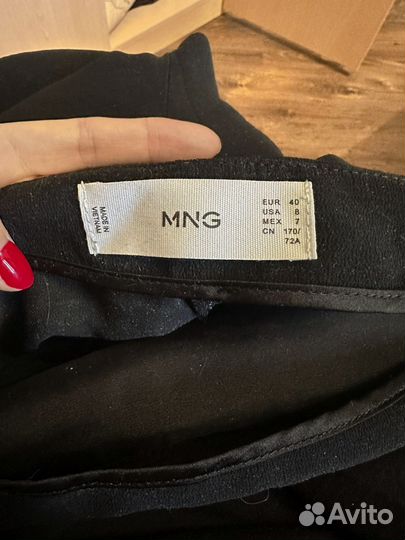 MADE IN
VIETNAM
MNG
EUR 40
USA 8
MEX 7
CN 170/
72A
Avito